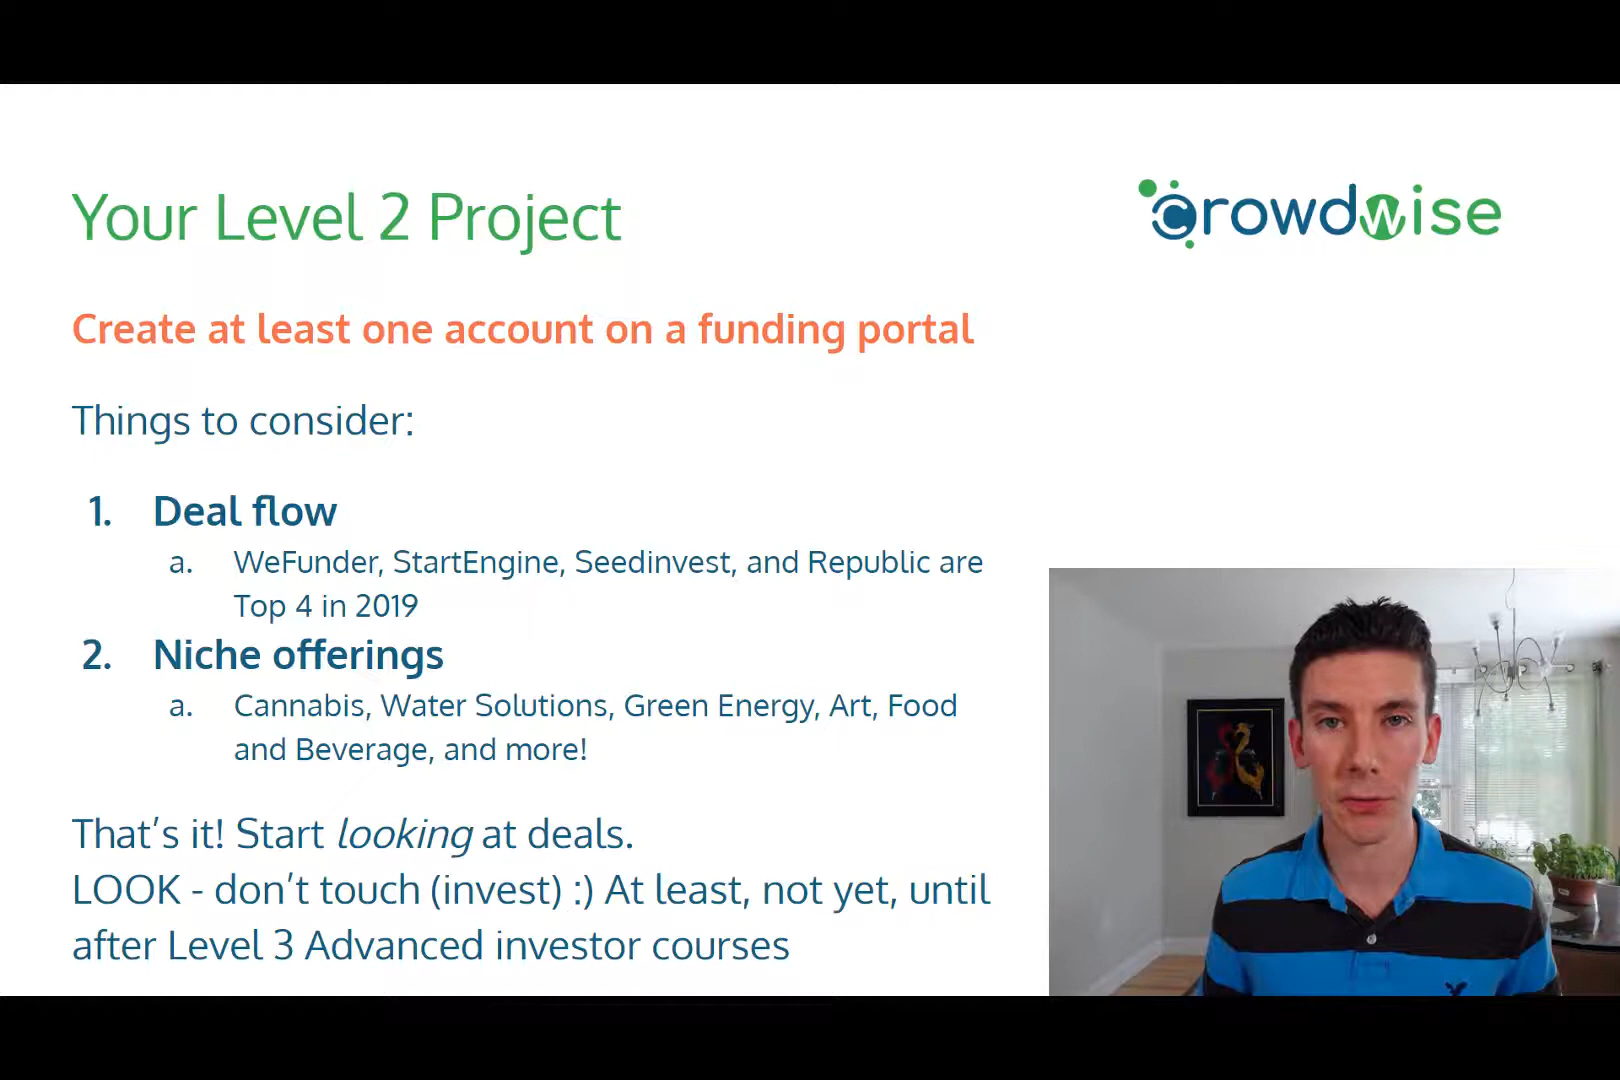 Your Level 2 Project
crowdwise
Create at least one account on a funding portal
Things to consider:
1. Deal flow
a. WeFunder, StartEngine, Seedinvest, and Republic are
Top 4 in 2019
2. Niche offerings
a. Cannabis, Water Solutions, Green Energy, Art, Food
and Beverage, and more!
That's it! Start looking at deals.
LOOK - don't touch (invest) :) At least, not yet, until
after Level 3 Advanced investor courses